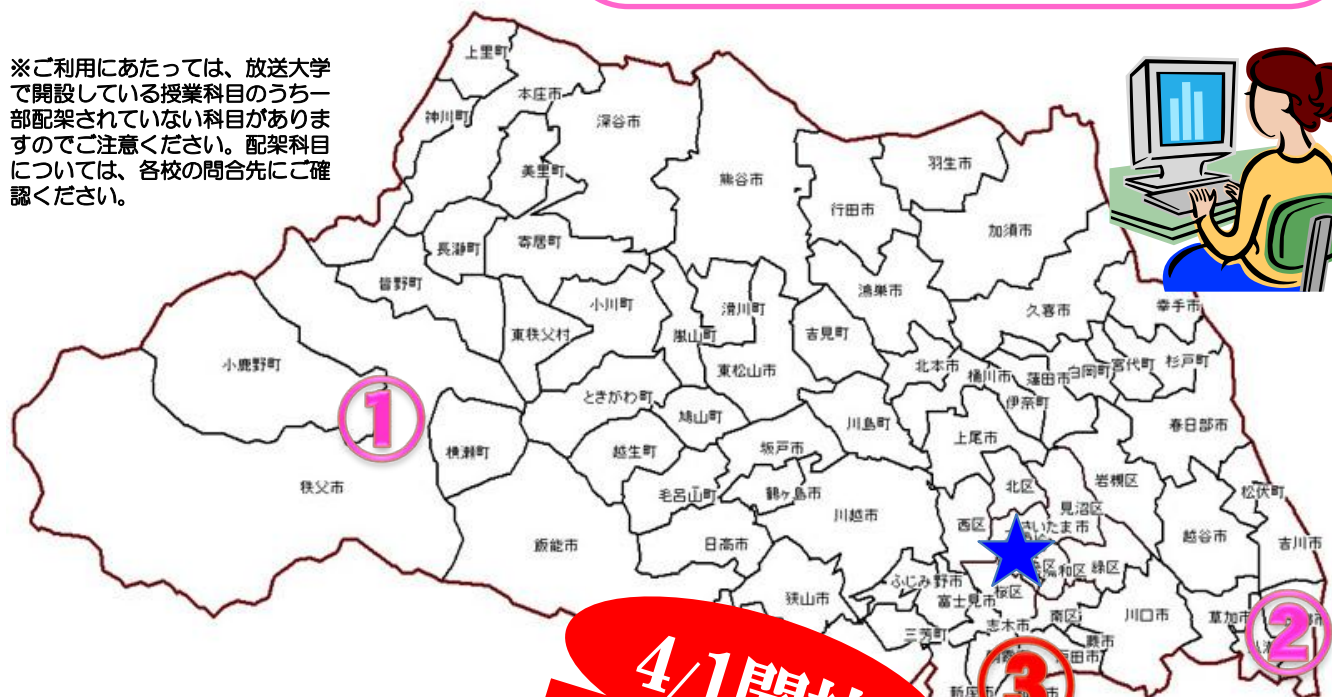 ※ご利用にあたっては、放送大学
で開設している授業科目のうち一
部配架されていない科目がありま
すのでご注意ください。配架科目
については、各校の問合先にご確
認ください。
上里町
神川町
本庄市
深谷市
美里町
熊谷市
羽生市
行田市
加須市
長瀞町
寄居町
皆野町
鴻巣市
小川町
滑川町
久喜市
幸手市
東秩父村
嵐山町
吉見町
小鹿野町
東松山市
北本市
桶川市
蓮田市
白岡町
宮代町
杉戸町
ときがわ町
伊奈町
①
鳩山町
川島町
春日部市
横瀬町
越生町
坂戸市
上尾市
秩父市
毛呂山町
鶴ヶ島市
北区
岩槻区
松伏町
川越市
見沼区
西区
いたま市
飯能市
日高市
越谷市
吉川市
緑区
ふじみ野市
狭山市
富士見市
桜区
南区
川口市
草加市
②
三芳町
志木市
蕨市
戸田市
4/1開
③
新座市